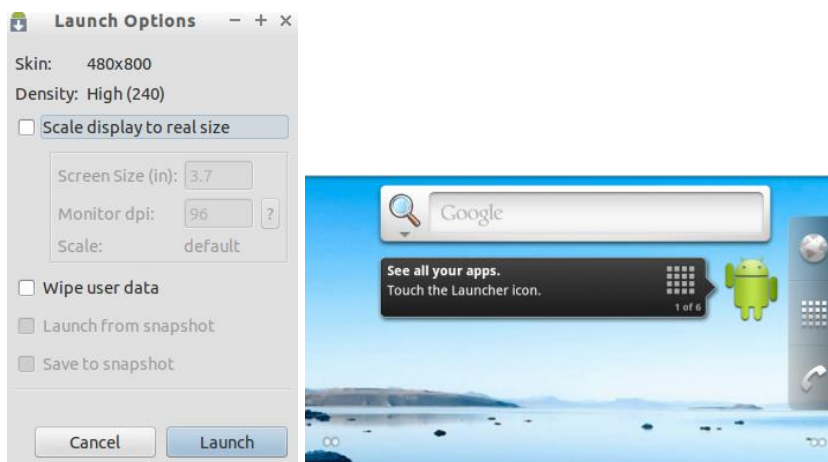 Launch Options
Skin: 480x800
Density: High (240)
Scale display to real size
Screen Size (in): 3.7
Monitor dpi: 96 ?
Scale: default
Wipe user data
Launch from snapshot
Save to snapshot
Cancel Launch
Google
See all your apps.
Touch the Launcher icon.
1 of 6